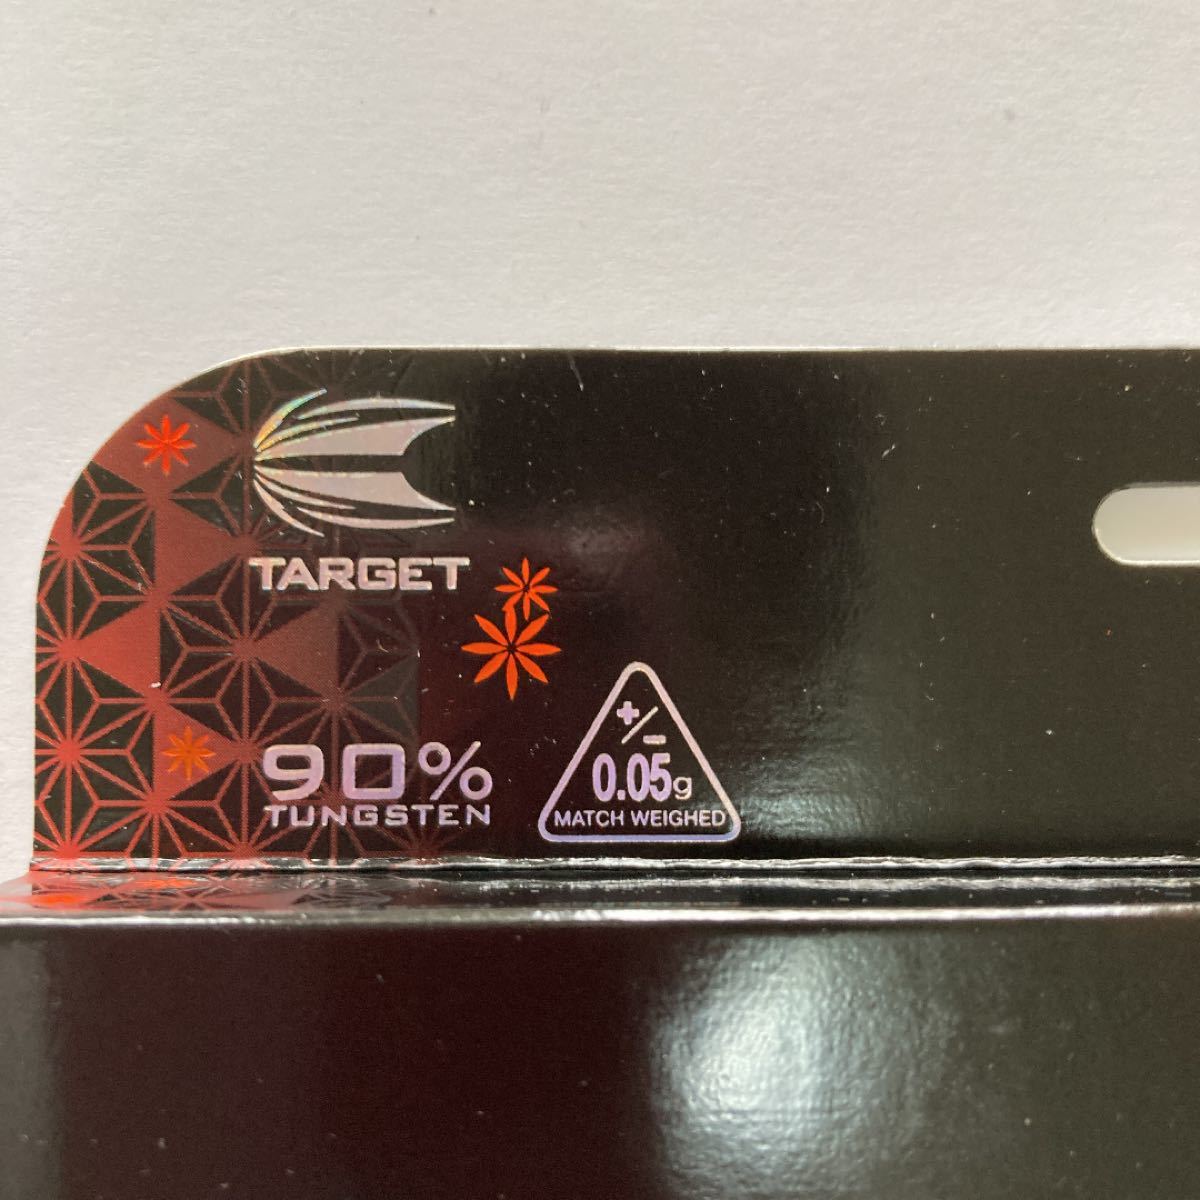 TARGET
90%
TUNGSTEN
+/-
0.05g
MATCH WEIGHED